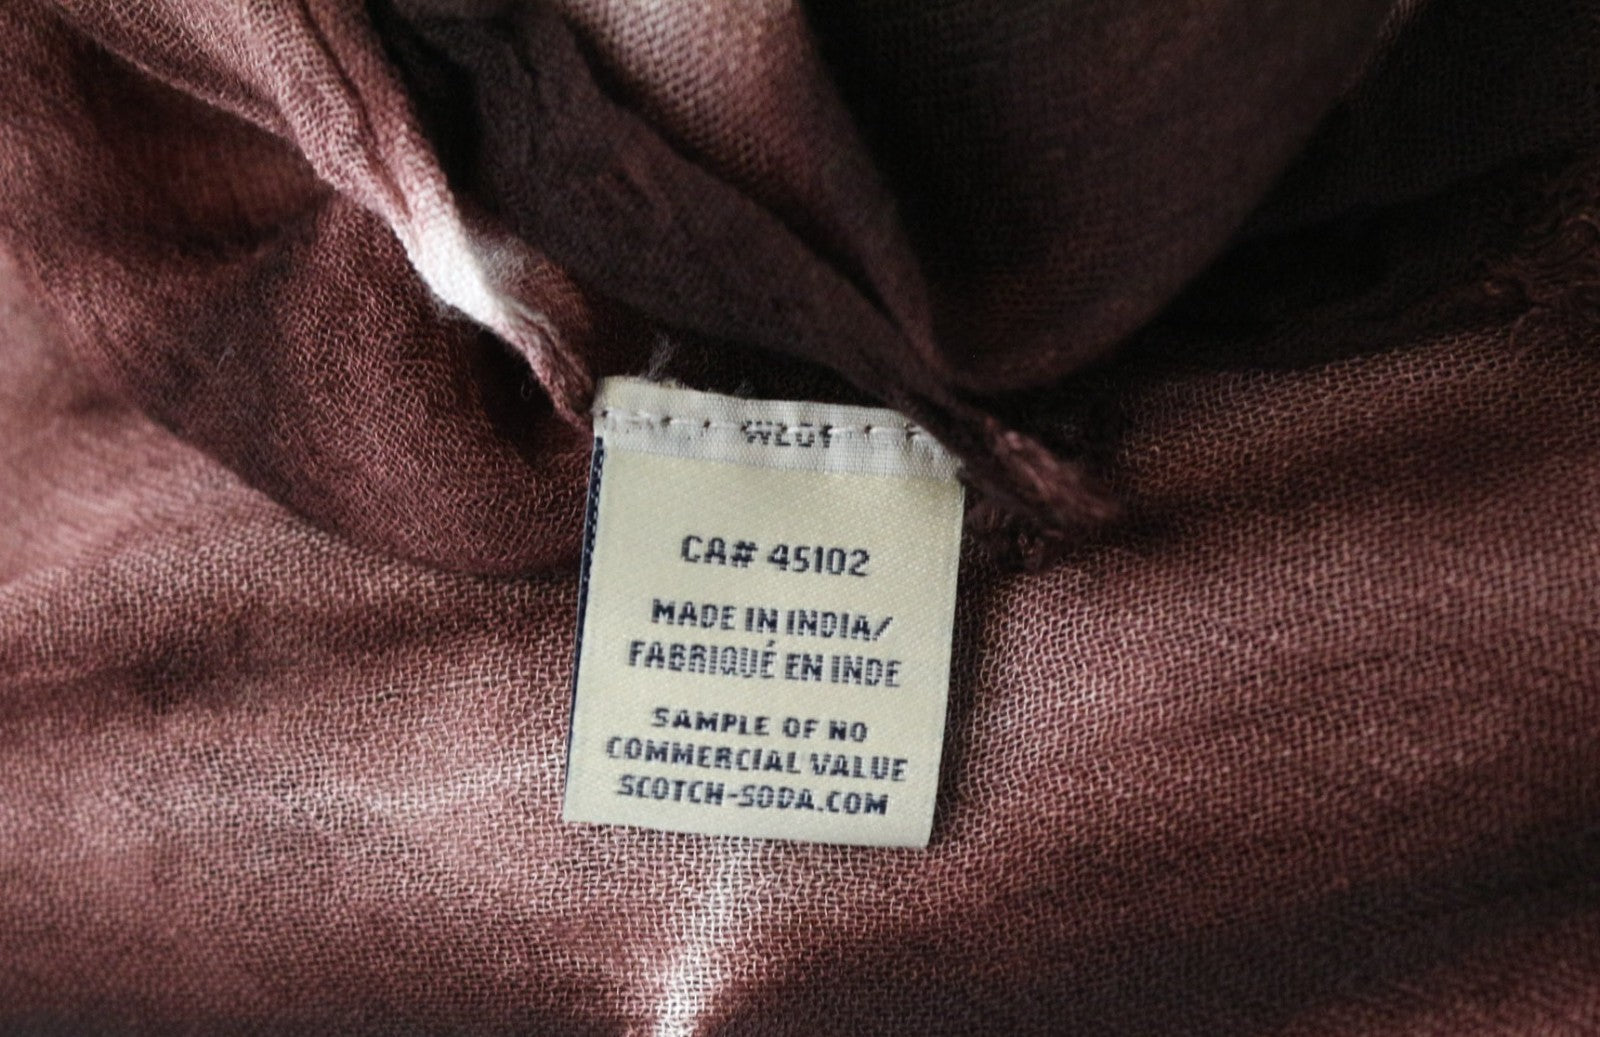 CA# 45102
MADE IN INDIA/
FABRIQUÉ EN INDE
SAMPLE OF NO
COMMERCIAL VALUE
SCOTCH-SODA.COM